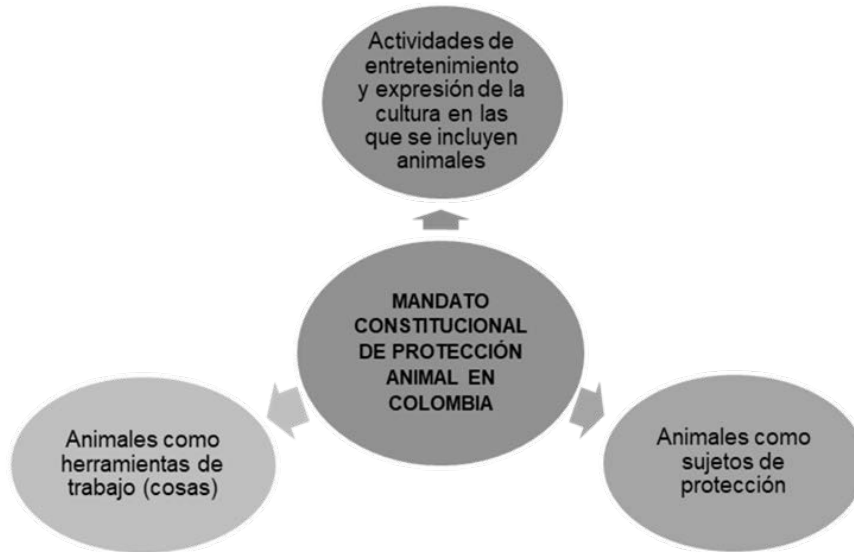 Actividades de
entretenimiento
y expresión de la
cultura en las
que se incluyen
animales
MANDATO
CONSTITUCIONAL
DE PROTECCIÓN
ANIMAL EN
COLOMBIA
Animales como
herramientas de
trabajo (cosas)
Animales como
sujetos de
protección